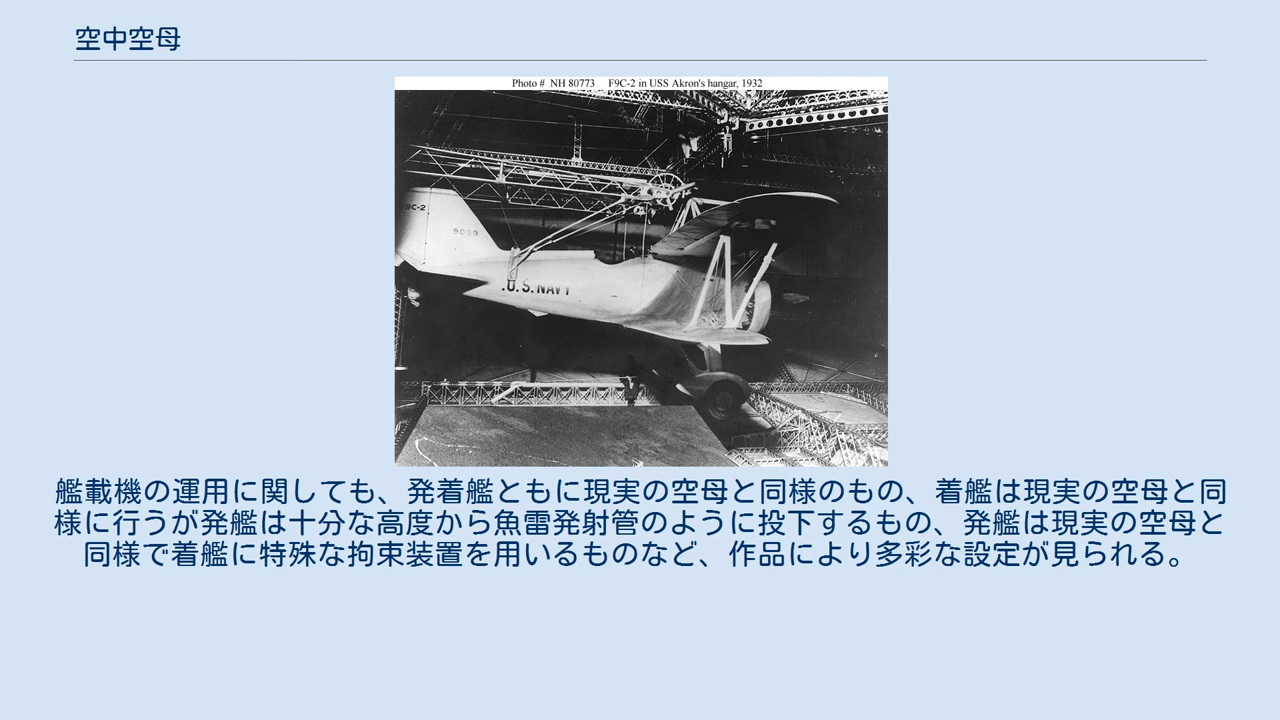 空中空母
Photo # NH 80773 F9C-2 in USS Akron's hangar, 1932
9C-2
9059
U.S. NAVY
艦載機の運用に関しても、発着艦ともに現実の空母と同様のもの、着艦は現実の空母と同
様に行うが発艦は十分な高度から魚雷発射管のように投下するもの、発艦は現実の空母と
同様で着艦に特殊な拘束装置を用いるものなど、作品により多彩な設定が見られる。